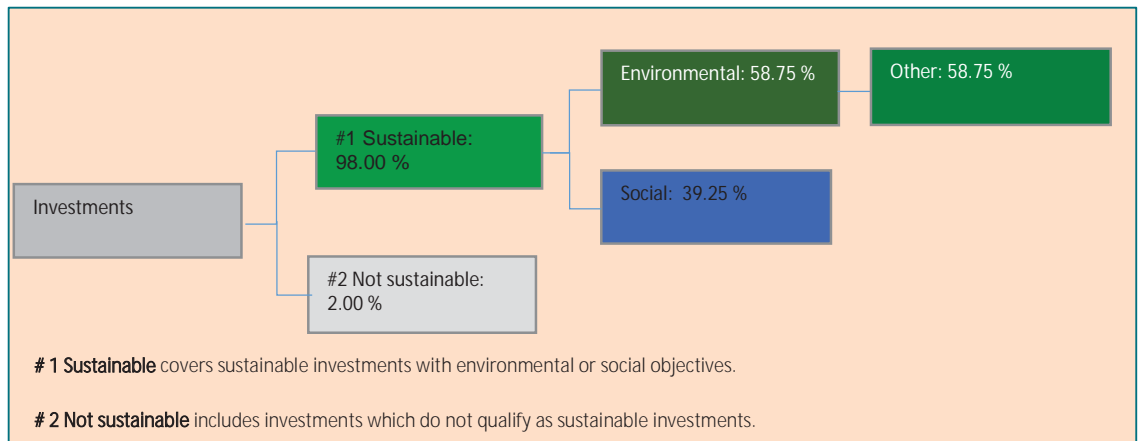 Environmental: 58.75 %
Other: 58.75 %
#1 Sustainable:
98.00 %
Investments
Social: 39.25 %
#2 Not sustainable:
2.00 %
# 1 Sustainable covers sustainable investments with environmental or social objectives.
# 2 Not sustainable includes investments which do not qualify as sustainable investments.